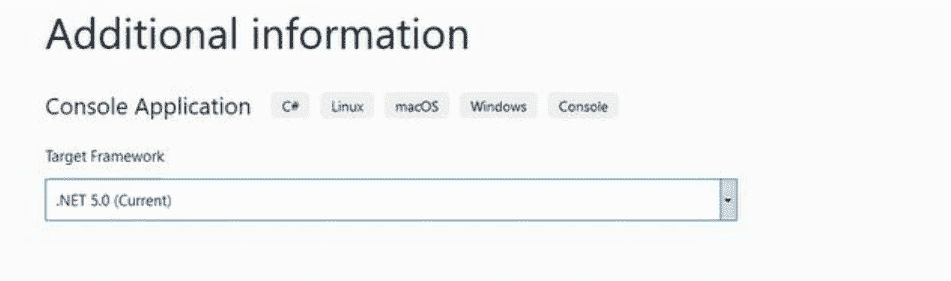 Additional information
Console Application C# Linux macOS Windows Console
Target Framework
.NET 5.0 (Current)